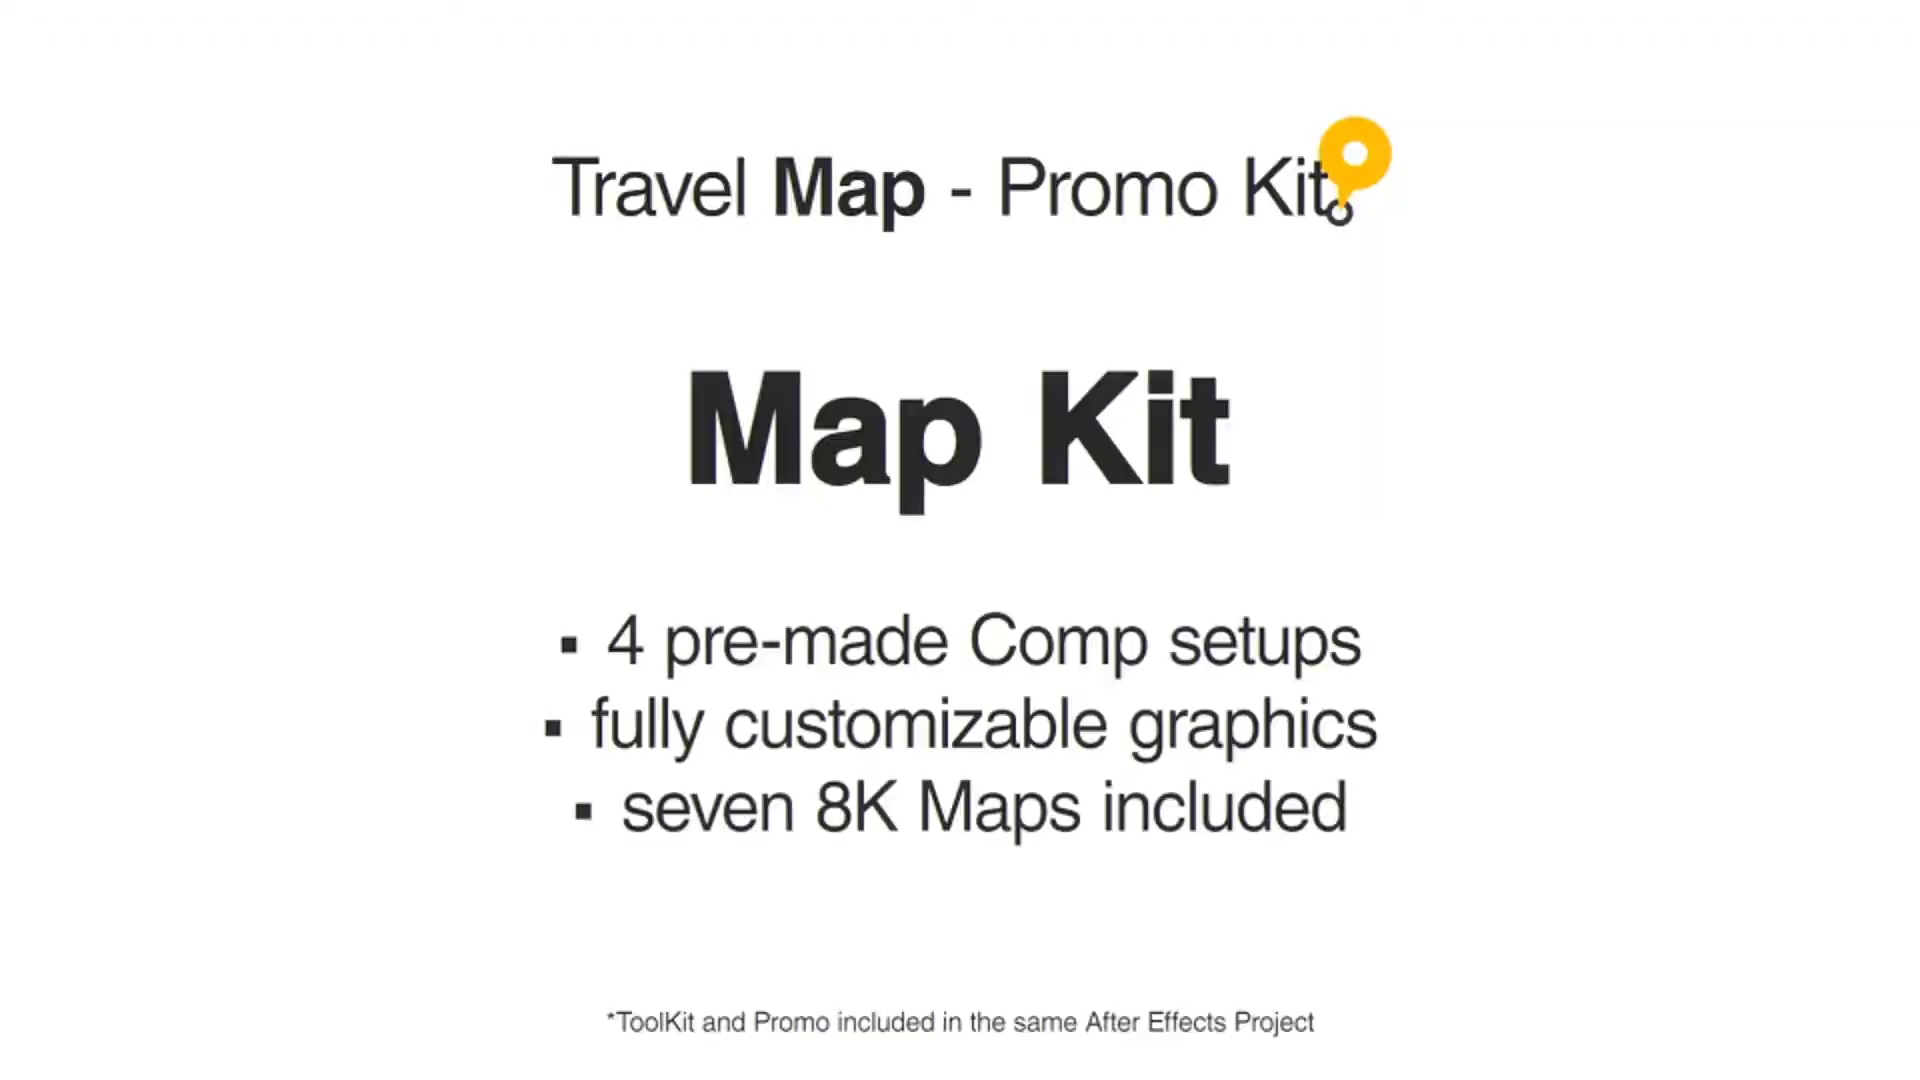 Travel Map - Promo Kit
Map Kit
▪ 4 pre-made Comp setups
▪ fully customizable graphics
▪ seven 8K Maps included
*ToolKit and Promo included in the same After Effects Project